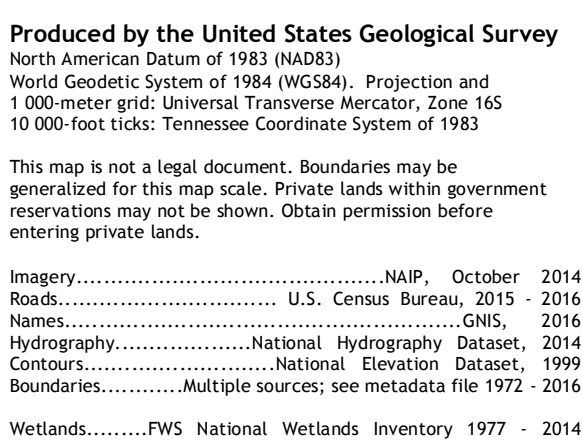 Produced by the United States Geological Survey
North American Datum of 1983 (NAD83)
World Geodetic System of 1984 (WGS84). Projection and
1 000-meter grid: Universal Transverse Mercator, Zone 16S
10 000-foot ticks: Tennessee Coordinate System of 1983
This map is not a legal document. Boundaries may be
generalized for this map scale. Private lands within government
reservations may not be shown. Obtain permission before
entering private lands.
Imagery.............................................NAIP, October 2014
Roads................................ U.S. Census Bureau, 2015 - 2016
Names..........................................................GNIS, 2016
Hydrography....................National Hydrography Dataset, 2014
Contours...............................National Elevation Dataset, 1999
Boundaries............Multiple sources; see metadata file 1972 - 2016
Wetlands.........FWS National Wetlands Inventory 1977 - 2014